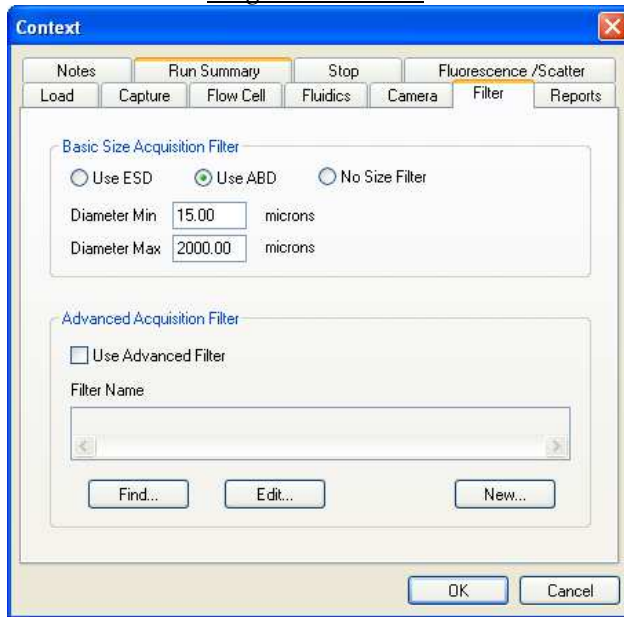 Context
Notes Run Summary Stop Fluorescence /Scatter
Load Capture Flow Cell Fluidics Camera Filter Reports
Basic Size Acquisition Filter
Use ESD Use ABD No Size Filter
Diameter Min 15.00 microns
Diameter Max 2000.00 microns
Advanced Acquisition Filter
Use Advanced Filter
Filter Name
Find... Edit... New...
OK Cancel